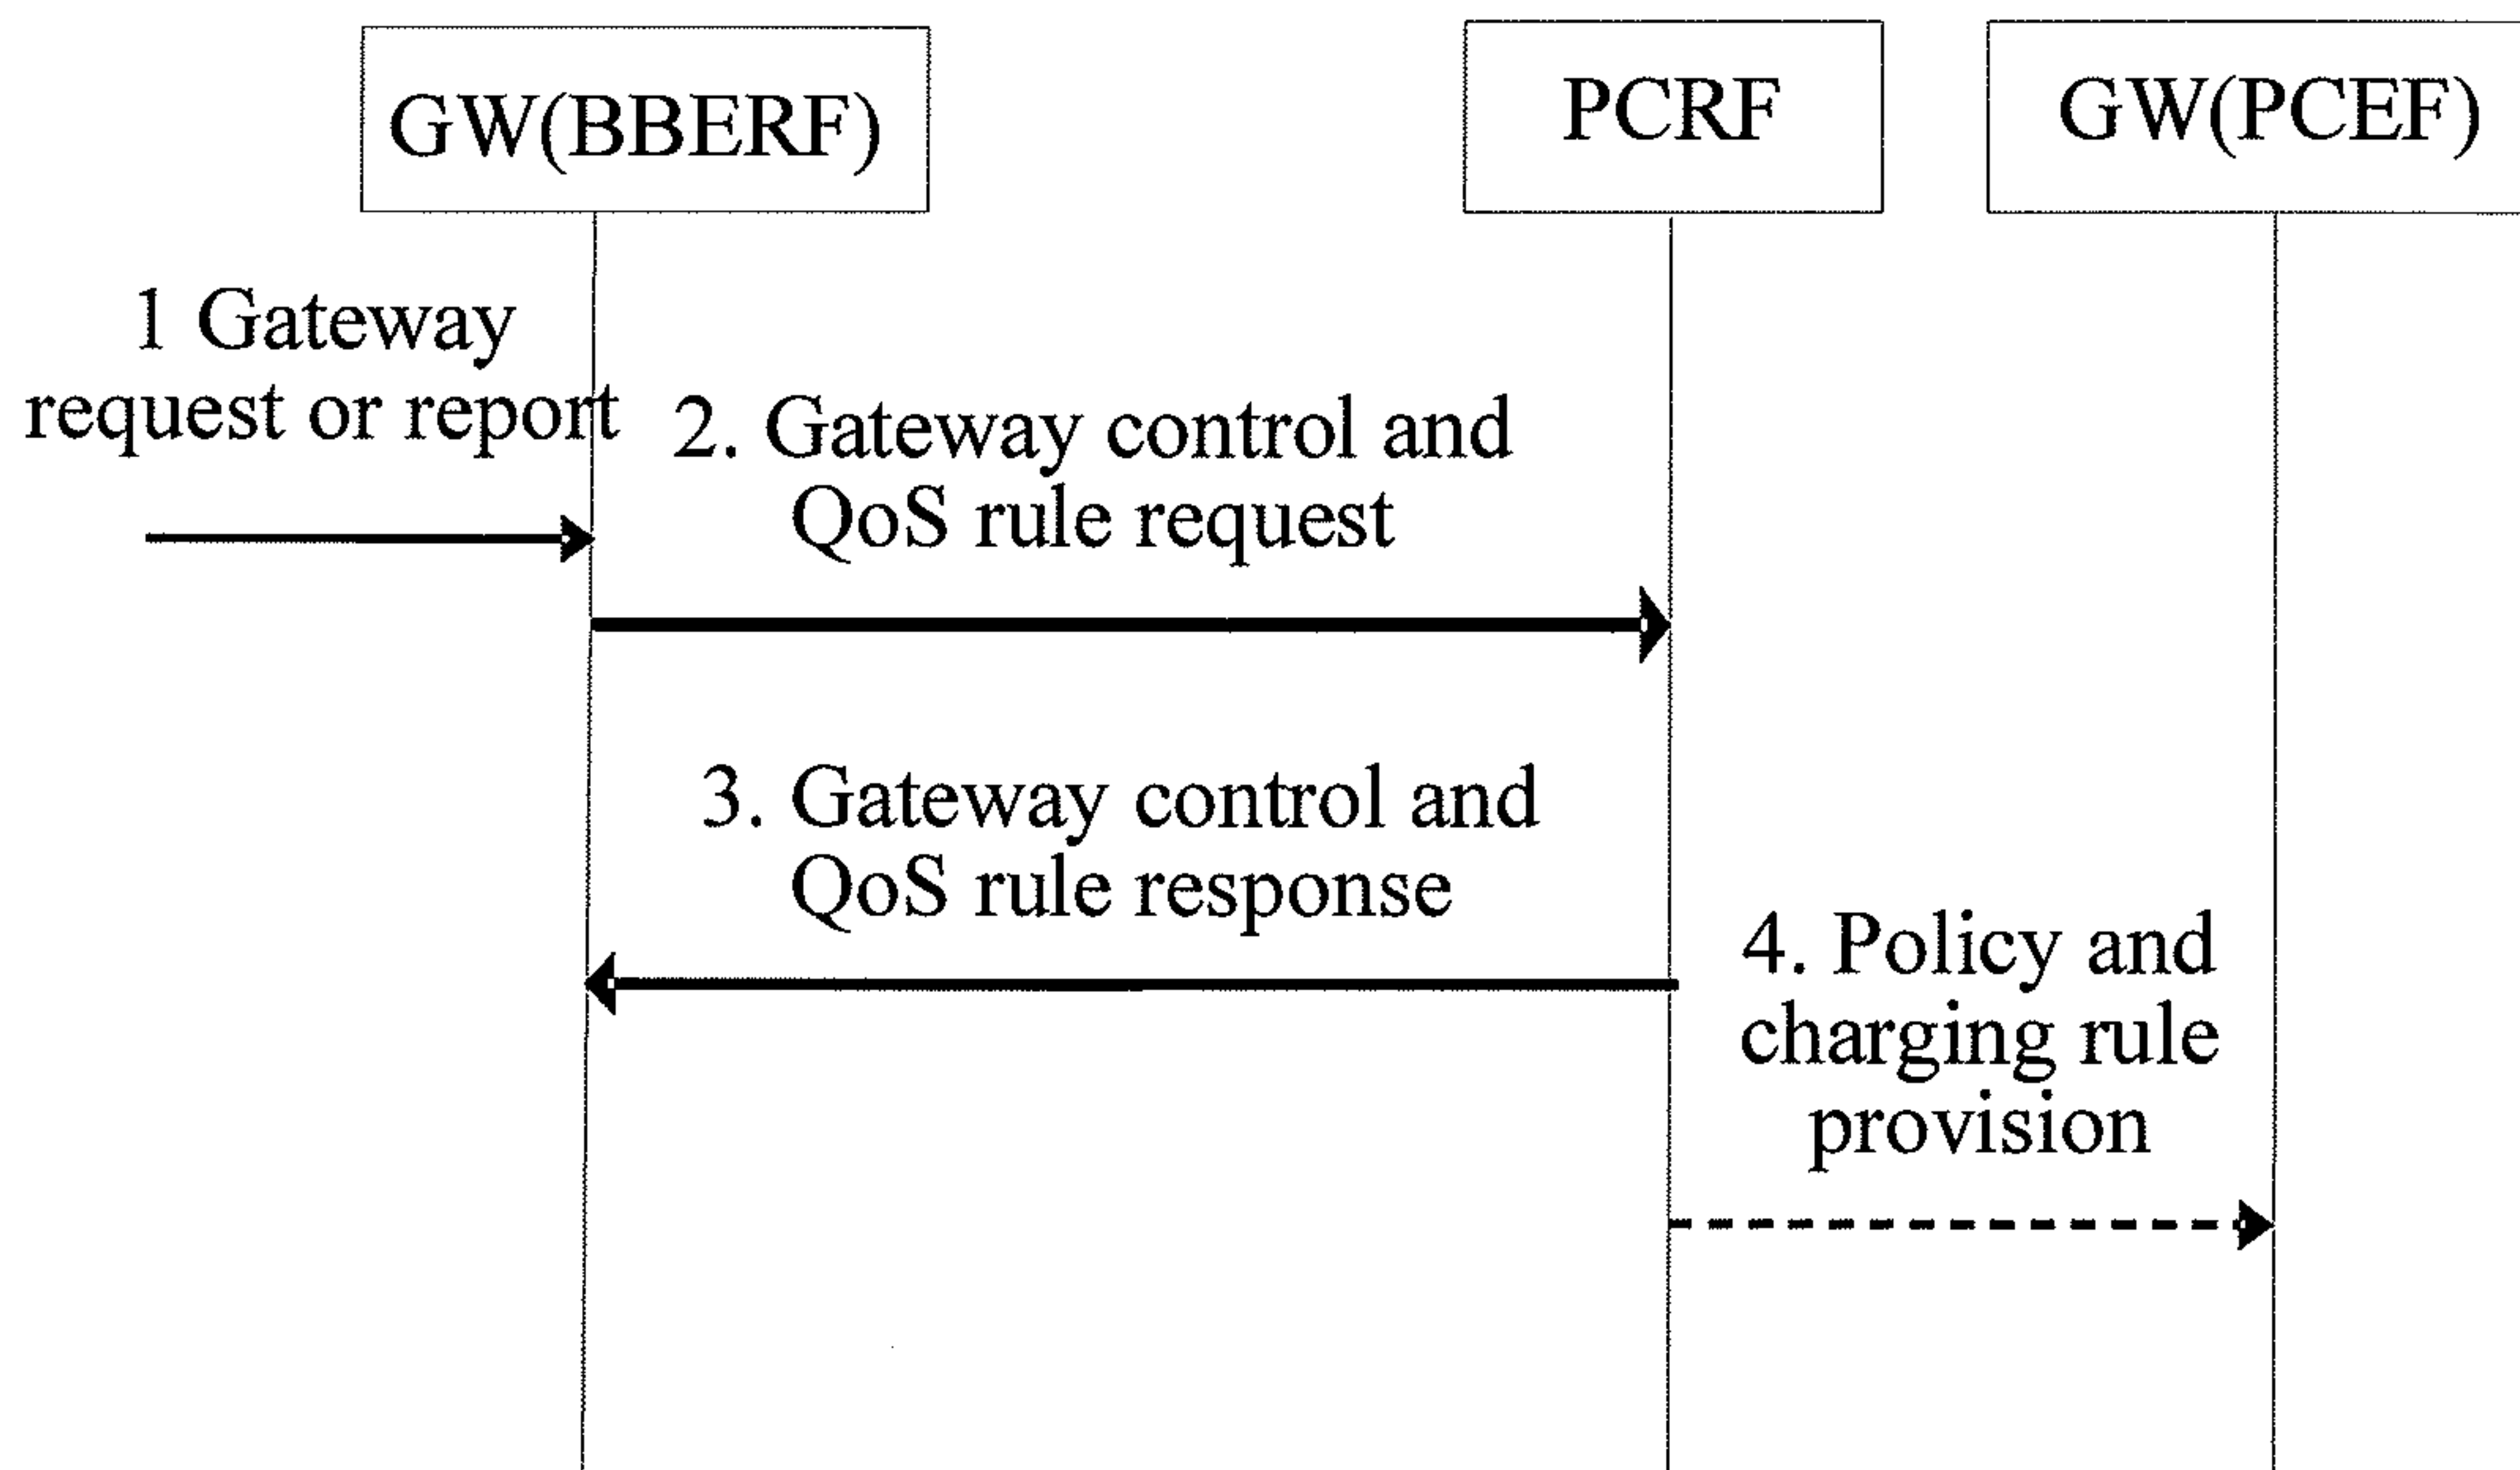 GW(BBERF)
PCRF
GW(PCEF)
1 Gateway
request or report
2. Gateway control and
QoS rule request
3. Gateway control and
QoS rule response
4. Policy and
charging rule
provision